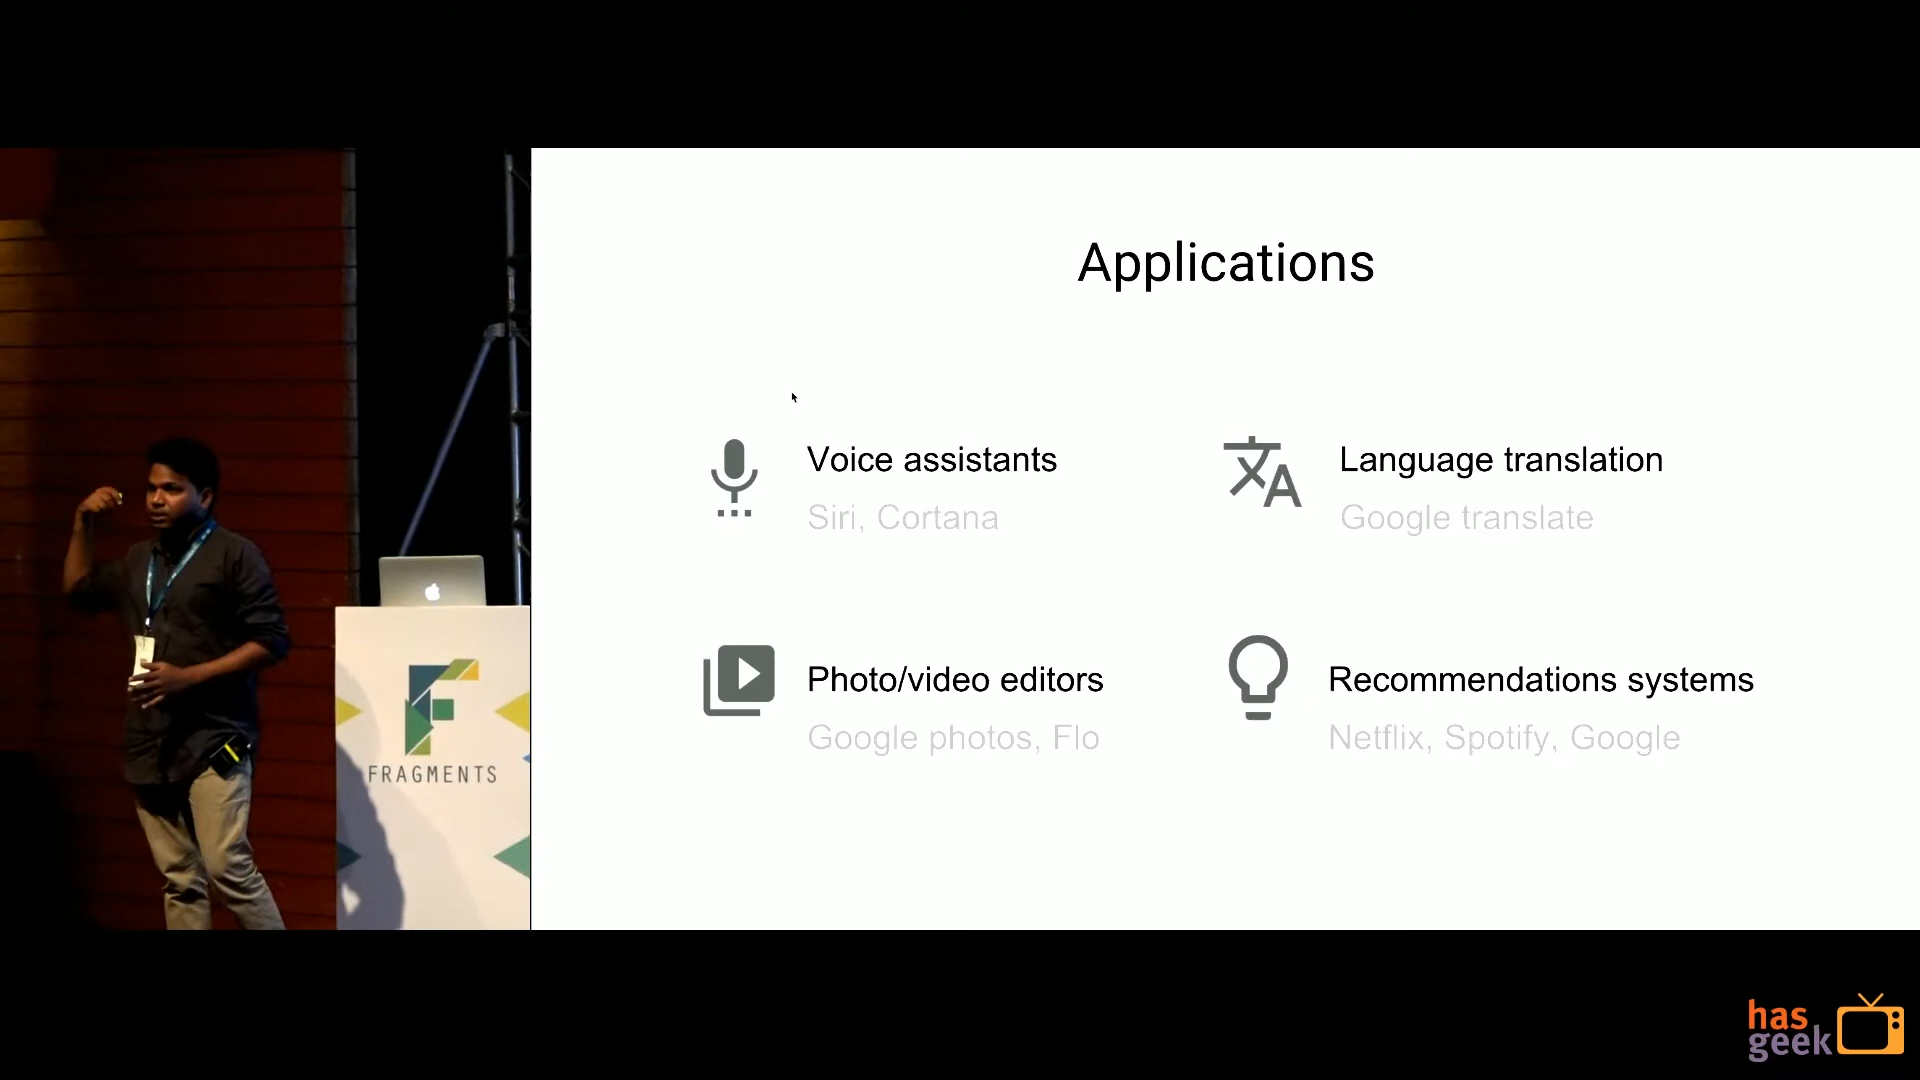 Applications
Voice assistants
Siri, Cortana
Language translation
Google translate
Photo/video editors
Google photos, Flo
Recommendations systems
Netflix, Spotify, Google
FRAGMENTS
has
geek